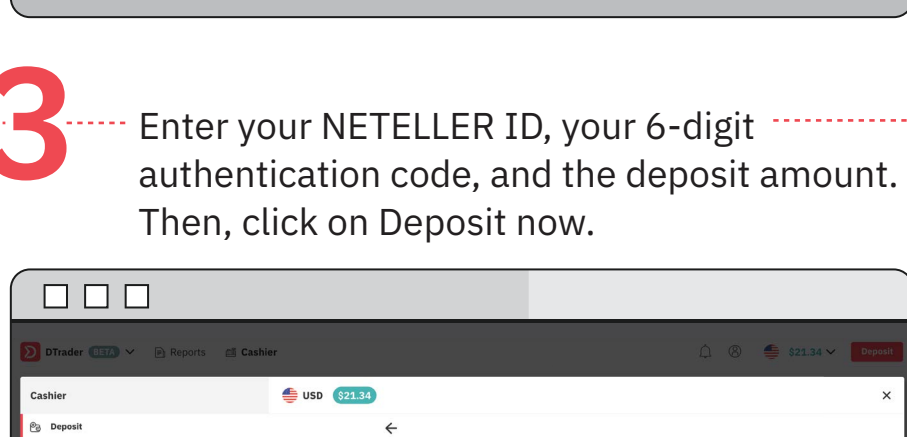 3
Enter your NETELLER ID, your 6-digit
authentication code, and the deposit amount.
Then, click on Deposit now.
DTrader BETA Reports Cashier $21.34 Deposit
Cashier USD $21.34
Deposit